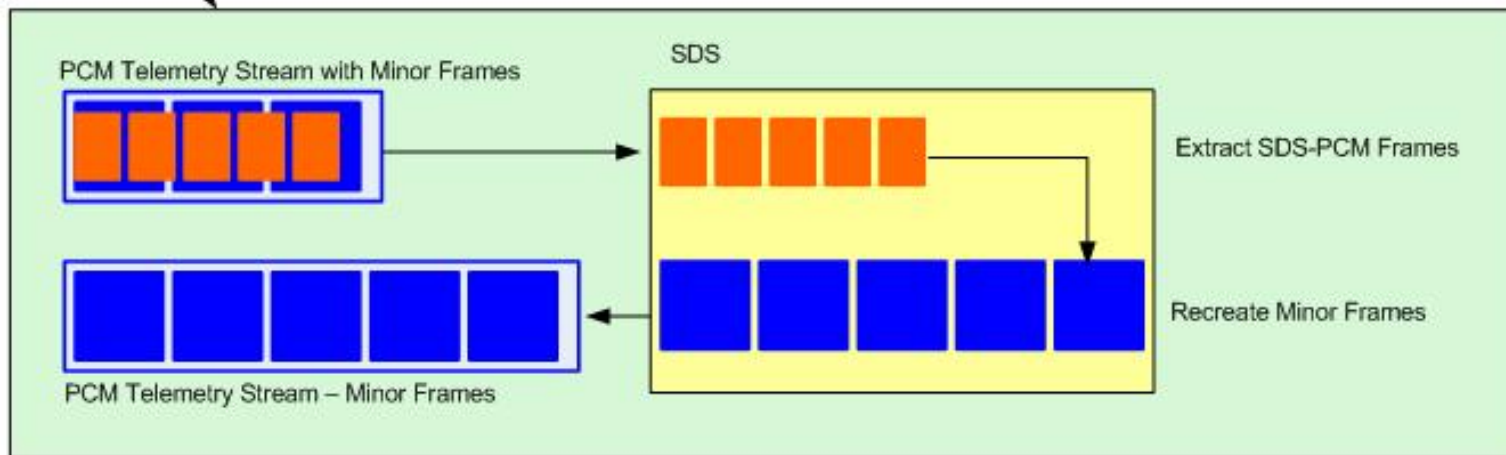 SDS
PCM Telemetry Stream with Minor Frames
Extract SDS-PCM Frames
Recreate Minor Frames
PCM Telemetry Stream – Minor Frames